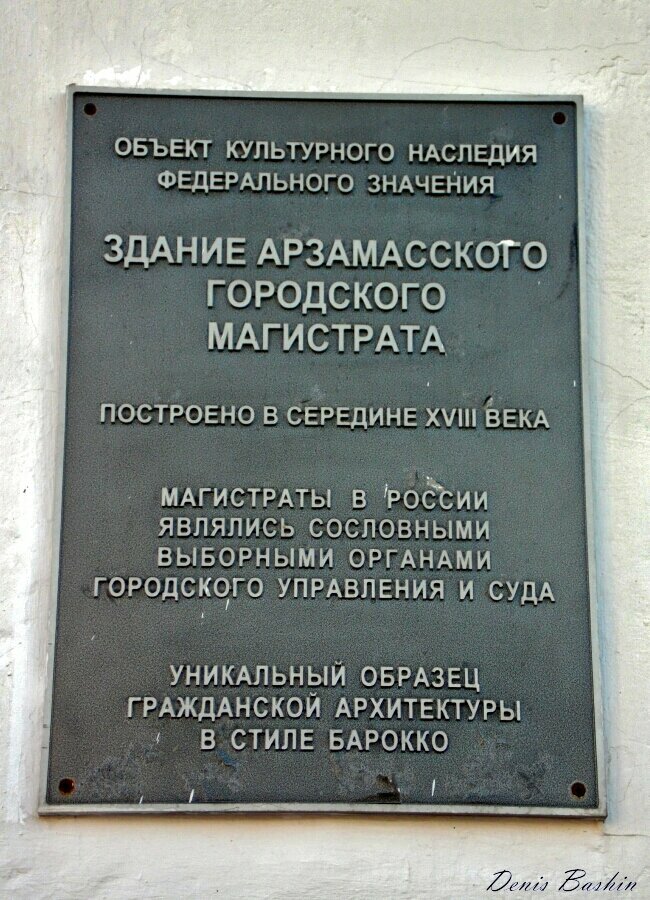 ОБЪЕКТ КУЛЬТУРНОГО НАСЛЕДИЯ
ФЕДЕРАЛЬНОГО ЗНАЧЕНИЯ
ЗДАНИЕ АРЗАМАССКОГО
ГОРОДСКОГО
МАГИСТРАТА
ПОСТРОЕНО В СЕРЕДИНЕ XVIII ВЕКА
МАГИСТРАТЫ В РОССИИ
ЯВЛЯЛИСЬ СОСЛОВНЫМИ
ВЫБОРНЫМИ ОРГАНАМИ
ГОРОДСКОГО УПРАВЛЕНИЯ И СУДА
УНИКАЛЬНЫЙ ОБРАЗЕЦ
ГРАЖДАНСКОЙ АРХИТЕКТУРЫ
В СТИЛЕ БАРОККО
Denis Bashin